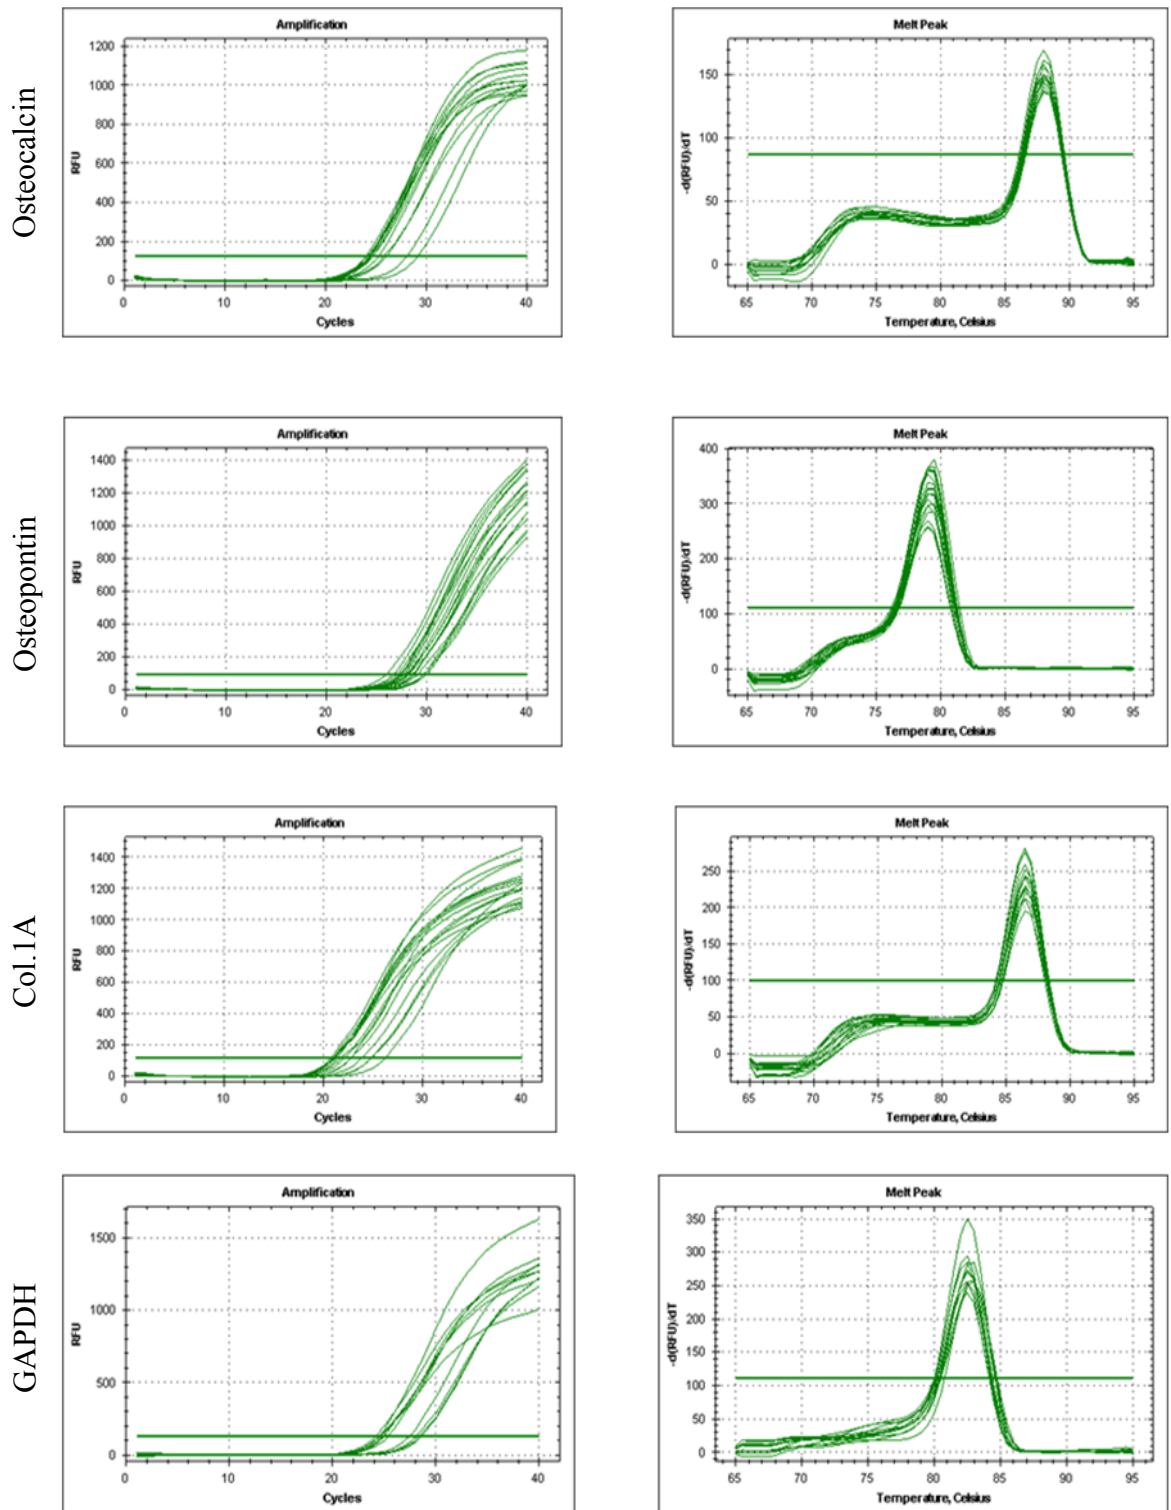 Osteocalcin
Amplification
RFU
1200
1000
800
600
400
200
0
0 10 20 30 40
Cycles
Melt Peak
-d(RFU)/dT
150
100
50
0
65 70 75 80 85 90 95
Temperature, Celsius
Osteopontin
Amplification
RFU
1400
1200
1000
800
600
400
200
0
0 10 20 30 40
Cycles
Melt Peak
-d(RFU)/dT
400
300
200
100
0
65 70 75 80 85 90 95
Temperature, Celsius
Col.1A
Amplification
RFU
1400
1200
1000
800
600
400
200
0
0 10 20 30 40
Cycles
Melt Peak
-d(RFU)/dT
250
200
150
100
50
0
65 70 75 80 85 90 95
Temperature, Celsius
GAPDH
Amplification
RFU
1500
1000
500
0
0 10 20 30 40
Cycles
Melt Peak
-d(RFU)/dT
350
300
250
200
150
100
50
0
65 70 75 80 85 90 95
Temperature, Celsius